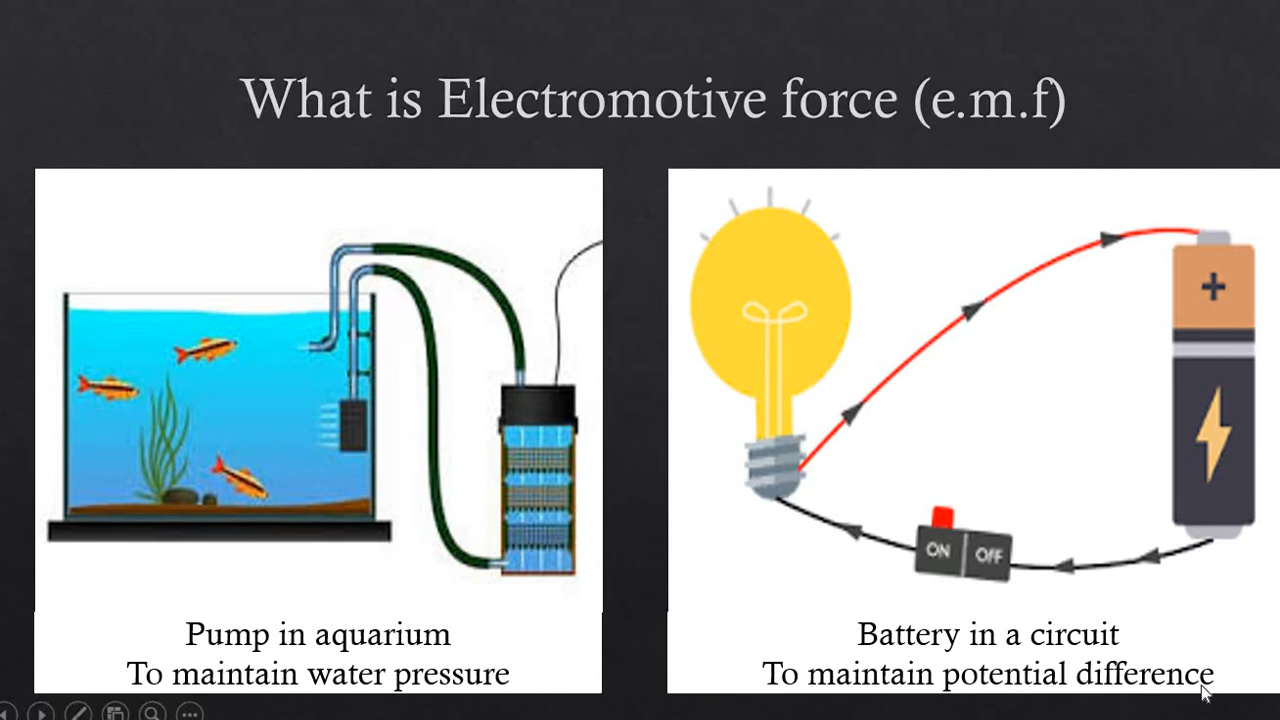 What is Electromotive force (e.m.f)
+
ON OFF
Pump in aquarium
To maintain water pressure
Battery in a circuit
To maintain potential difference